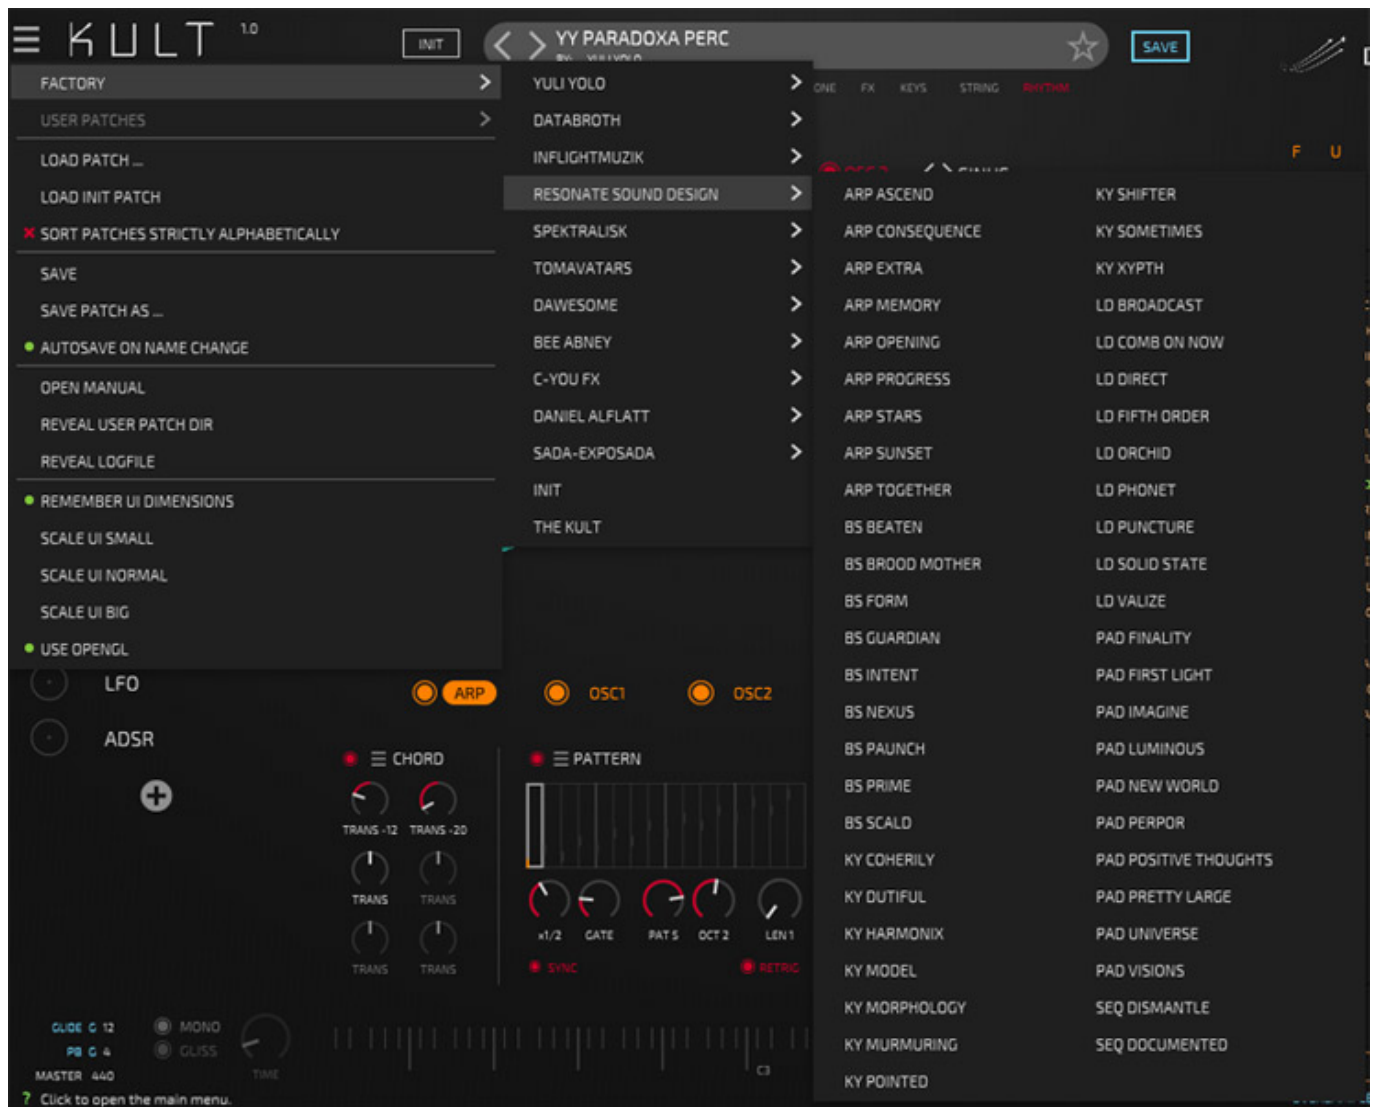 KULT 1.0
INIT
YY PARADOXA PERC
SAVE
FX KEYS STRING RHYTHM
F U
FACTORY
USER PATCHES
LOAD PATCH ...
LOAD INIT PATCH
SORT PATCHES STRICTLY ALPHABETICALLY
SAVE
SAVE PATCH AS ...
AUTOSAVE ON NAME CHANGE
OPEN MANUAL
REVEAL USER PATCH DIR
REVEAL LOGFILE
REMEMBER UI DIMENSIONS
SCALE UI SMALL
SCALE UI NORMAL
SCALE UI BIG
USE OPENGL
YULI YOLO
DATABROTH
INFLIGHTMUZIK
RESONATE SOUND DESIGN
SPEKTRALISK
TOMAVATARS
DAWESOME
BEE ABNEY
C-YOU FX
DANIEL ALFLATT
SADA-EXPOSADA
INIT
THE KULT
ARP ASCEND
ARP CONSEQUENCE
ARP EXTRA
ARP MEMORY
ARP OPENING
ARP PROGRESS
ARP STARS
ARP SUNSET
ARP TOGETHER
BS BEATEN
BS BROOD MOTHER
BS FORM
BS GUARDIAN
BS INTENT
BS NEXUS
BS PAUNCH
BS PRIME
BS SCALD
KY COHERILY
KY DUTIFUL
KY HARMONIX
KY MODEL
KY MORPHOLOGY
KY MURMURING
KY POINTED
KY SHIFTER
KY SOMETIMES
KY XYPTH
LD BROADCAST
LD COMB ON NOW
LD DIRECT
LD FIFTH ORDER
LD ORCHID
LD PHONET
LD PUNCTURE
LD SOLID STATE
LD VALIZE
PAD FINALITY
PAD FIRST LIGHT
PAD IMAGINE
PAD LUMINOUS
PAD NEW WORLD
PAD PERPOR
PAD POSITIVE THOUGHTS
PAD PRETTY LARGE
PAD UNIVERSE
PAD VISIONS
SEQ DISMANTLE
SEQ DOCUMENTED
LFO
ADSR
ARP OSC1 OSC2
CHORD
TRANS -12 TRANS -20
TRANS TRANS
TRANS TRANS
PATTERN
x1/2 GATE PAT 5 OCT 2 LEN 1
SYNC RETRIG
GLIDE G 12
PB G 4
MASTER 440
MONO
GLISS
TIME
C3
? Click to open the main menu.